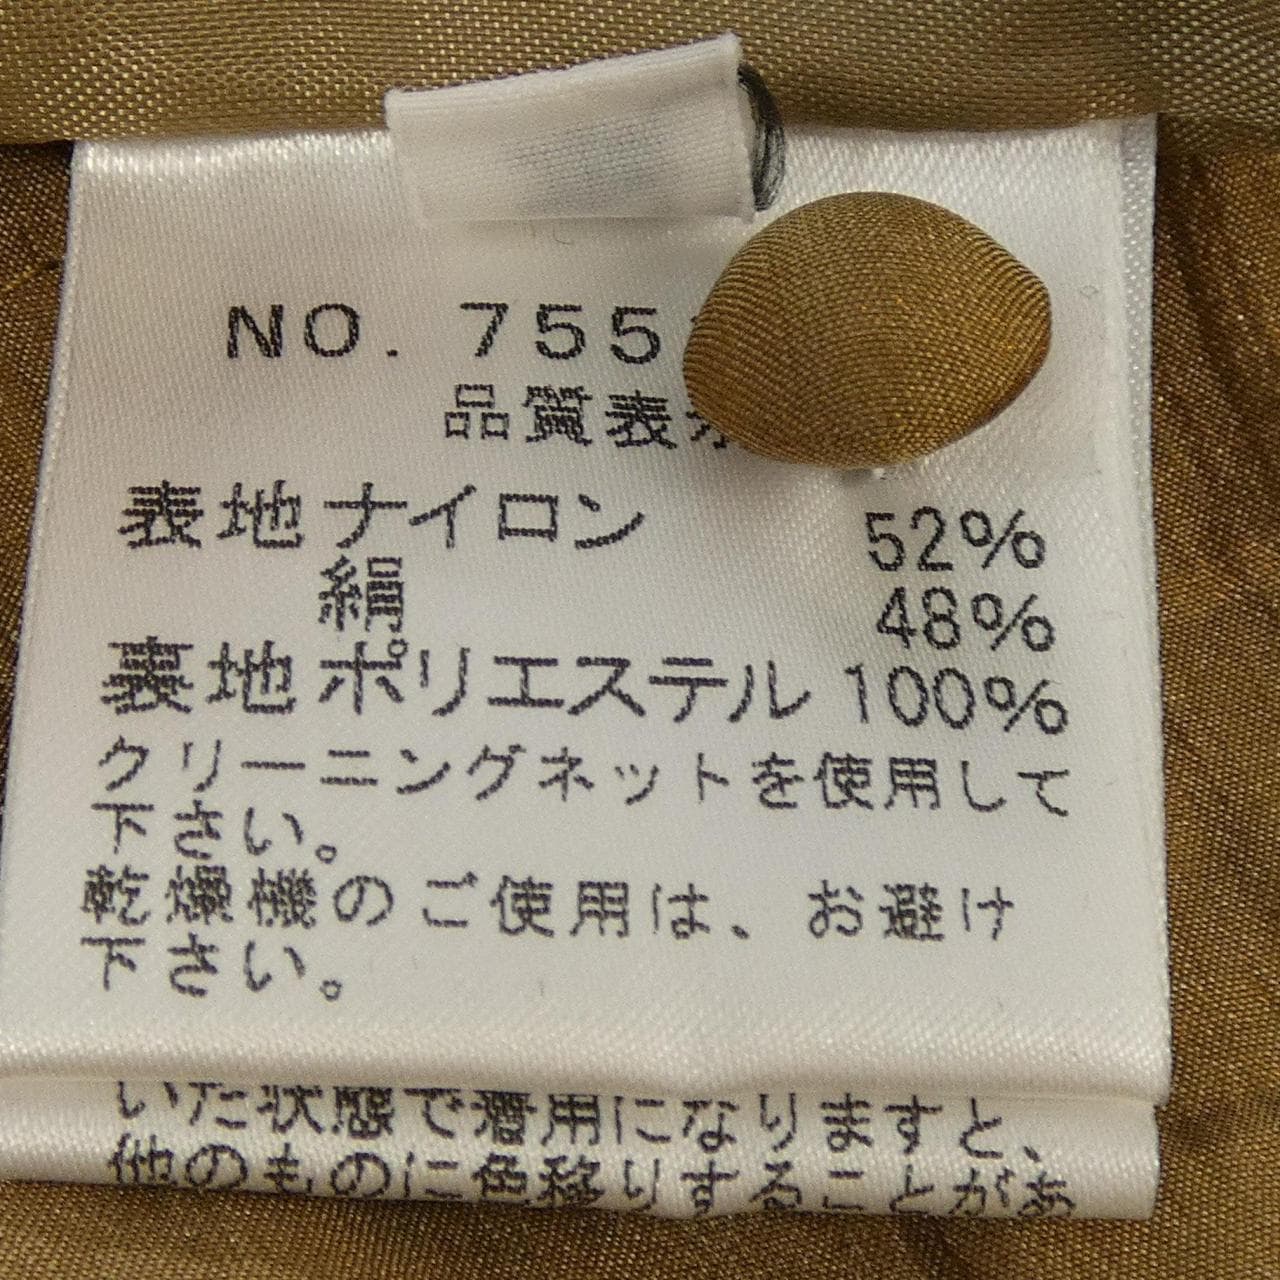 NO. 755
品質表示
表地 ナイロン 52%
絹 48%
裏地 ポリエステル 100%
クリーニングネットを使用して
下さい。
乾燥機のご使用は、お避け
下さい。
いた状態で着用になりますと、
他のものに色移りすることがあ